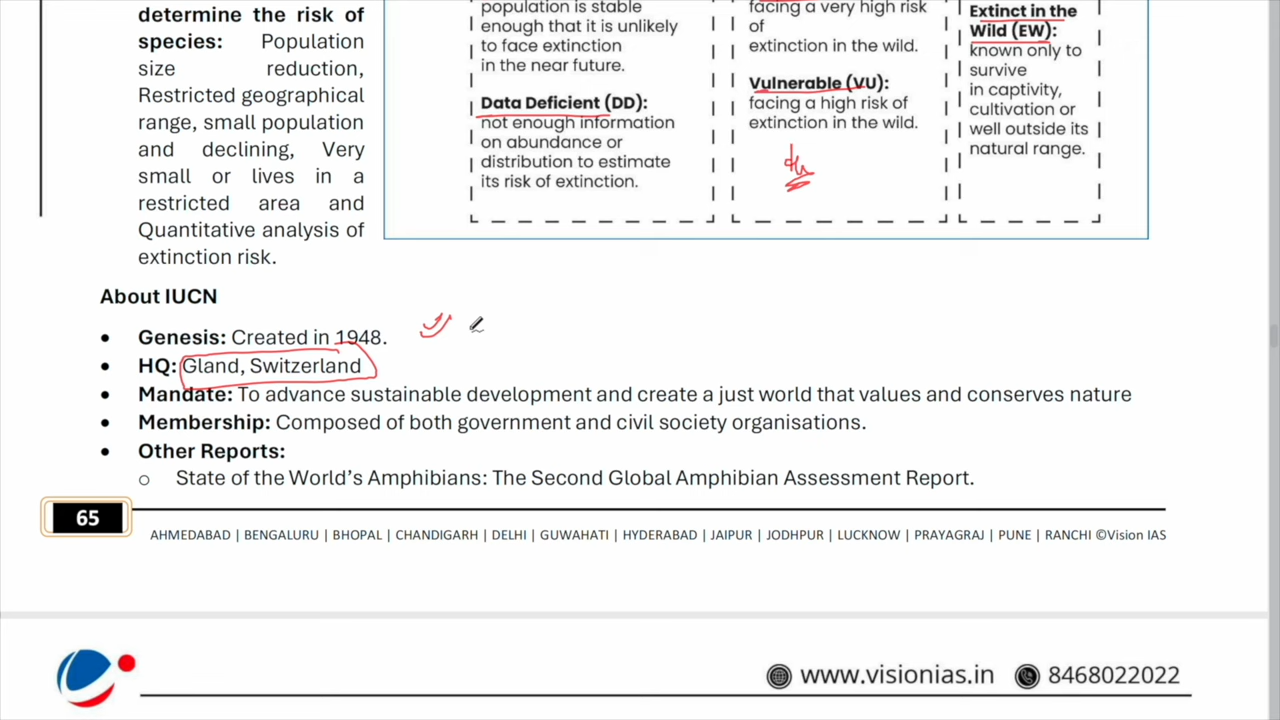 determine the risk of
species: Population
size reduction,
Restricted geographical
range, small population
and declining, Very
small or lives in a
restricted area and
Quantitative analysis of
extinction risk.
population is stable
enough that it is unlikely
to face extinction
in the near future.
Data Deficient (DD):
not enough information
on abundance or
distribution to estimate
its risk of extinction.
facing a very high risk
of
extinction in the wild.
Vulnerable (VU):
facing a high risk of
extinction in the wild.
Extinct in the
Wild (EW):
known only to
survive
in captivity,
cultivation or
well outside its
natural range.
About IUCN
• Genesis: Created in 1948.
• HQ: Gland, Switzerland
• Mandate: To advance sustainable development and create a just world that values and conserves nature
• Membership: Composed of both government and civil society organisations.
• Other Reports:
o State of the World’s Amphibians: The Second Global Amphibian Assessment Report.
65
AHMEDABAD | BENGALURU | BHOPAL | CHANDIGARH | DELHI | GUWAHATI | HYDERABAD | JAIPUR | JODHPUR | LUCKNOW | PRAYAGRAJ | PUNE | RANCHI ©Vision IAS
www.visionias.in 8468022022